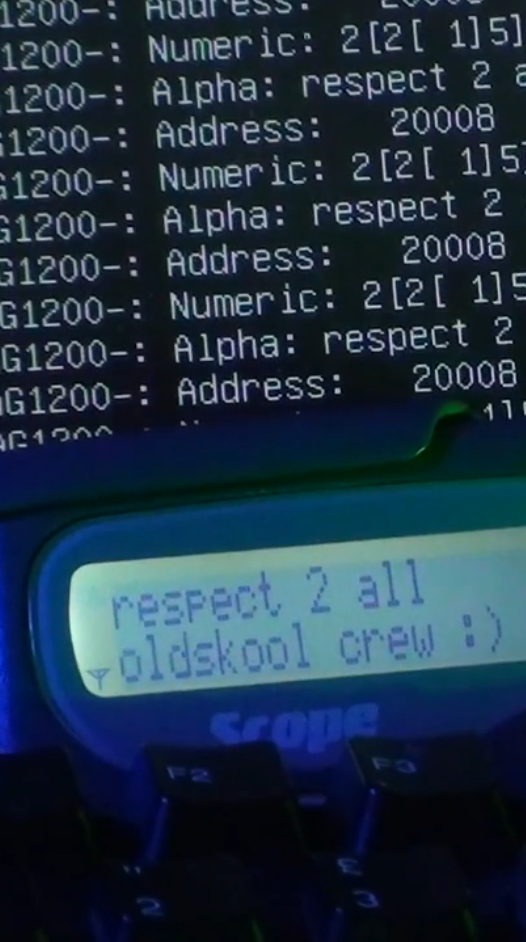 1200-: Address:
1200-: Numeric: 2[2[ 1]5]
G1200-: Alpha: respect 2 a
G1200-: Address: 20008
G1200-: Numeric: 2[2[ 1]5]
G1200-: Alpha: respect 2
G1200-: Address: 20008
G1200-: Numeric: 2[2[ 1]5
G1200-: Alpha: respect 2
G1200-: Address: 20008
respect 2 all
oldskool crew :)
Scope
F2 F3
" £
2 3